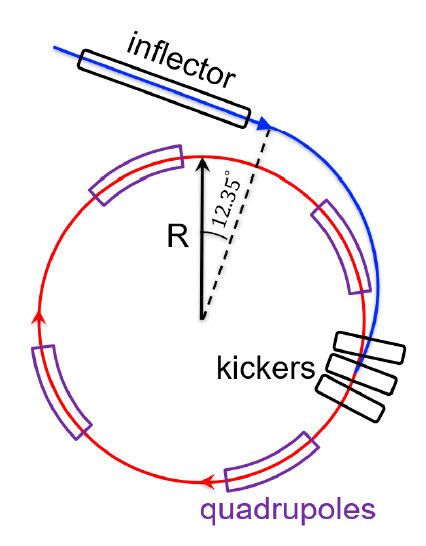 inflector
12.35°
R
kickers
quadrupoles